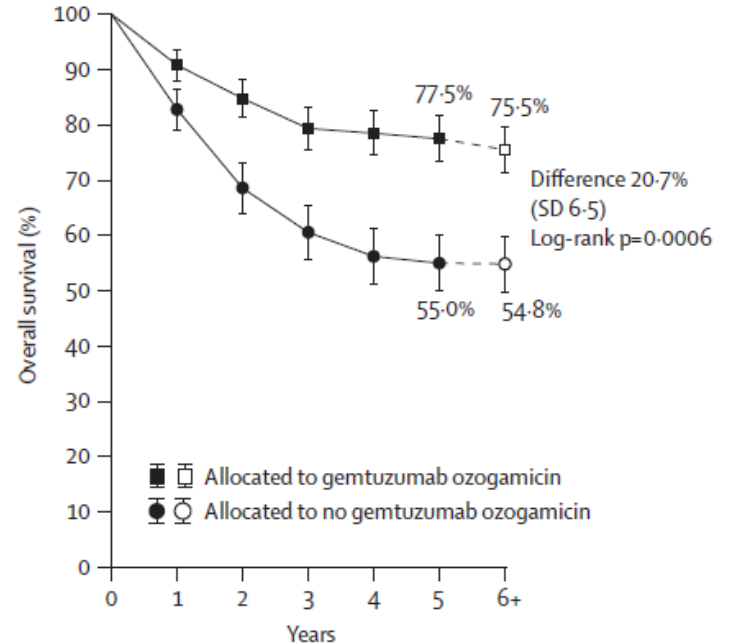 100
90
80
70
60
50
40
30
20
10
0
Overall survival (%)
77·5%
75·5%
Difference 20·7%
(SD 6·5)
Log-rank p=0·0006
55·0%
54·8%
Allocated to gemtuzumab ozogamicin
Allocated to no gemtuzumab ozogamicin
0 1 2 3 4 5 6+
Years